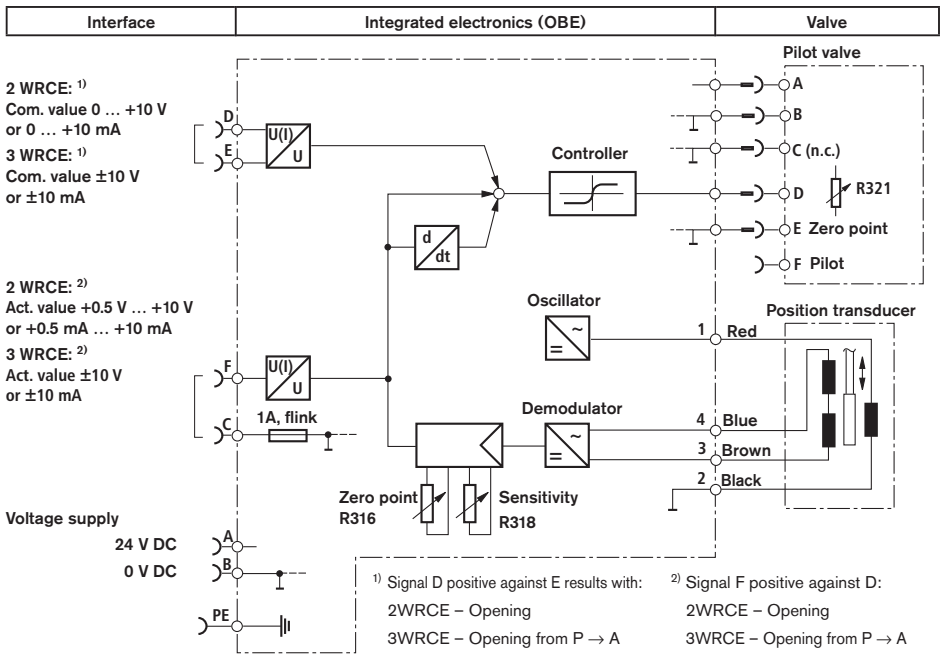 Interface
Integrated electronics (OBE)
Valve
Pilot valve
2 WRCE: 1)
Com. value 0 … +10 V
or 0 … +10 mA
3 WRCE: 1)
Com. value ±10 V
or ±10 mA
D
E
U(I)
U
Controller
A
B
C (n.c.)
D
R321
E Zero point
F Pilot
d
dt
2 WRCE: 2)
Act. value +0.5 V … +10 V
or +0.5 mA … +10 mA
3 WRCE: 2)
Act. value ±10 V
or ±10 mA
F
C
U(I)
U
1A, flink
Oscillator
~
=
Position transducer
1 Red
Demodulator
~
=
4 Blue
3 Brown
2 Black
Zero point
R316
Sensitivity
R318
Voltage supply
24 V DC
A
0 V DC
B
PE
1) Signal D positive against E results with:
2WRCE – Opening
3WRCE – Opening from P → A
2) Signal F positive against D:
2WRCE – Opening
3WRCE – Opening from P → A